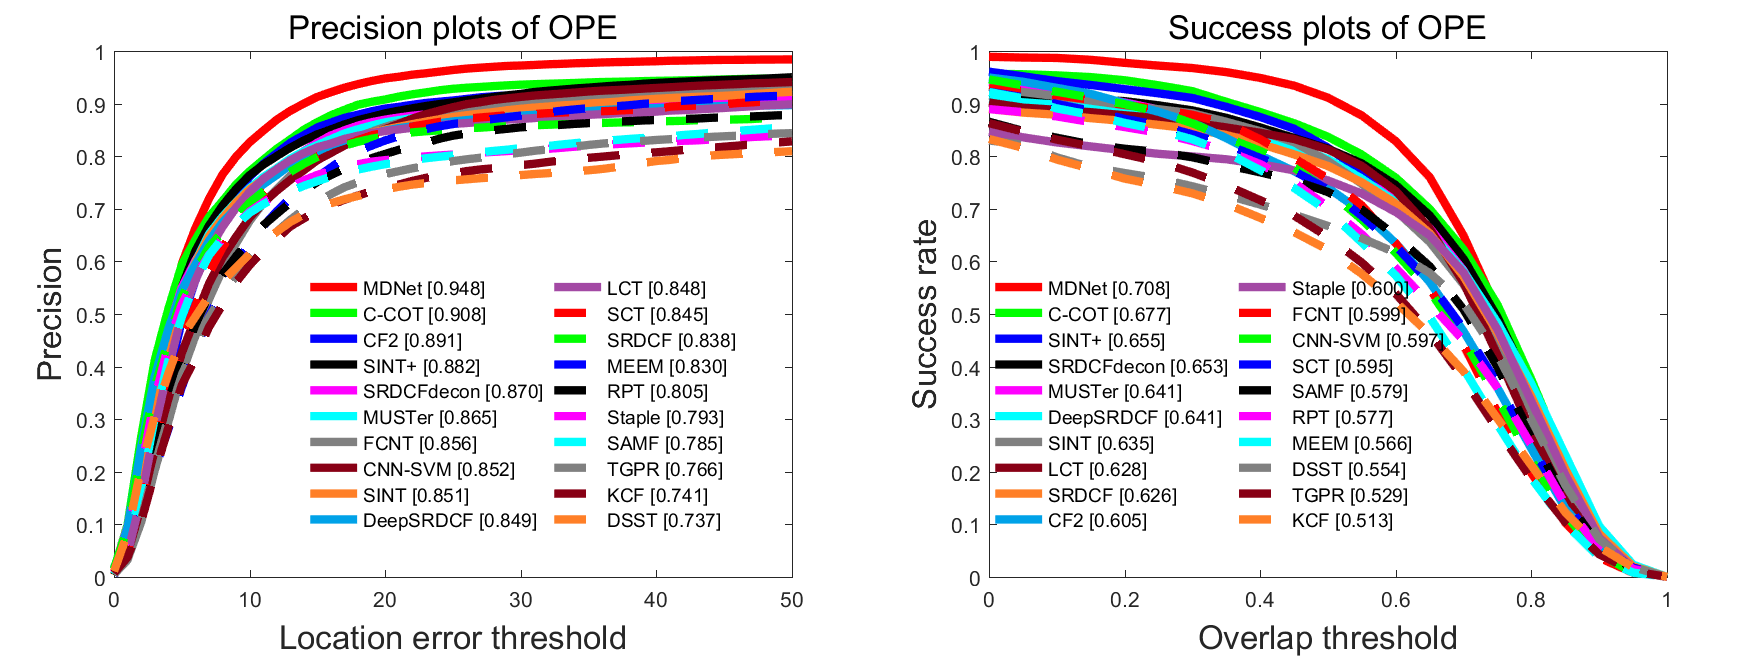 Precision plots of OPE
1
0.9
0.8
0.7
0.6
0.5
0.4
0.3
0.2
0.1
0
Precision
MDNet [0.948]
C-COT [0.908]
CF2 [0.891]
SINT+ [0.882]
SRDCFdecon [0.870]
MUSTer [0.865]
FCNT [0.856]
CNN-SVM [0.852]
SINT [0.851]
DeepSRDCF [0.849]
LCT [0.848]
SCT [0.845]
SRDCF [0.838]
MEEM [0.830]
RPT [0.805]
Staple [0.793]
SAMF [0.785]
TGPR [0.766]
KCF [0.741]
DSST [0.737]
0 10 20 30 40 50
Location error threshold
Success plots of OPE
1
0.9
0.8
0.7
0.6
0.5
0.4
0.3
0.2
0.1
0
Success rate
MDNet [0.708]
C-COT [0.677]
SINT+ [0.655]
SRDCFdecon [0.653]
MUSTer [0.641]
DeepSRDCF [0.641]
SINT [0.635]
LCT [0.628]
SRDCF [0.626]
CF2 [0.605]
Staple [0.600]
FCNT [0.599]
CNN-SVM [0.597]
SCT [0.595]
SAMF [0.579]
RPT [0.577]
MEEM [0.566]
DSST [0.554]
TGPR [0.529]
KCF [0.513]
0 0.2 0.4 0.6 0.8 1
Overlap threshold